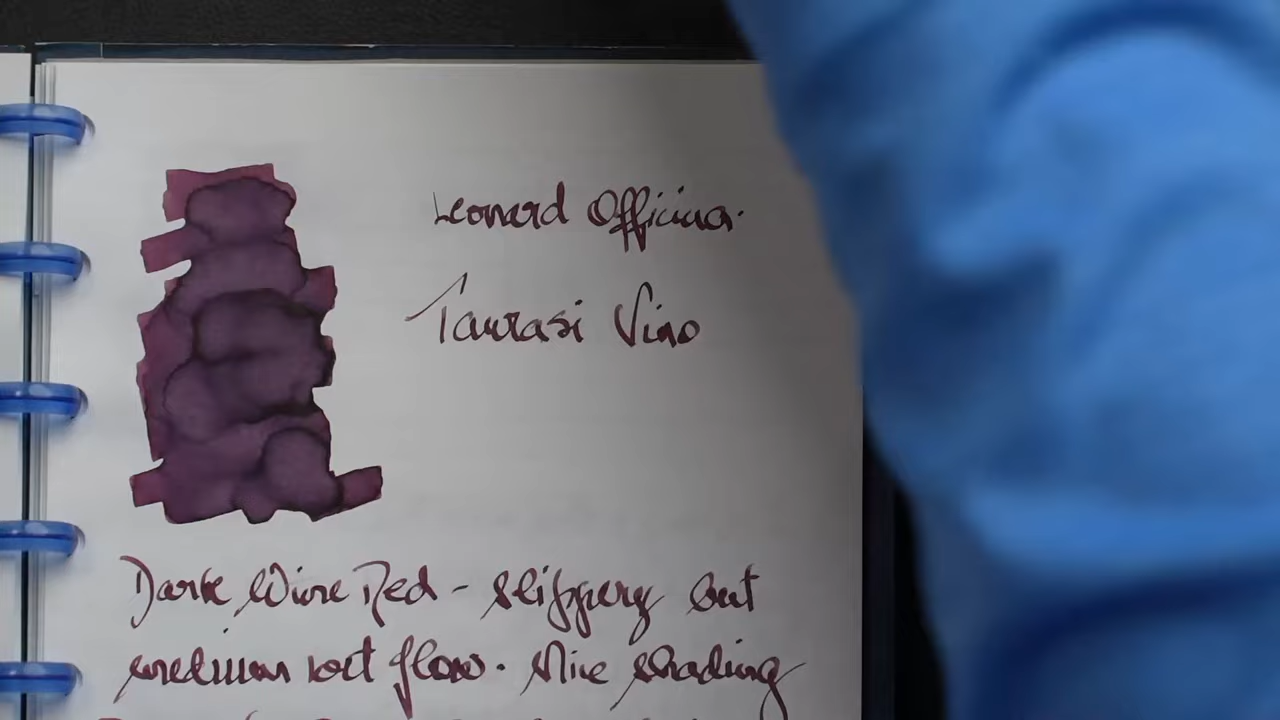 Leonard Officina.
Taurasi Vino
Dark Wine Red - slippery but
medium wet flow. Nice shading